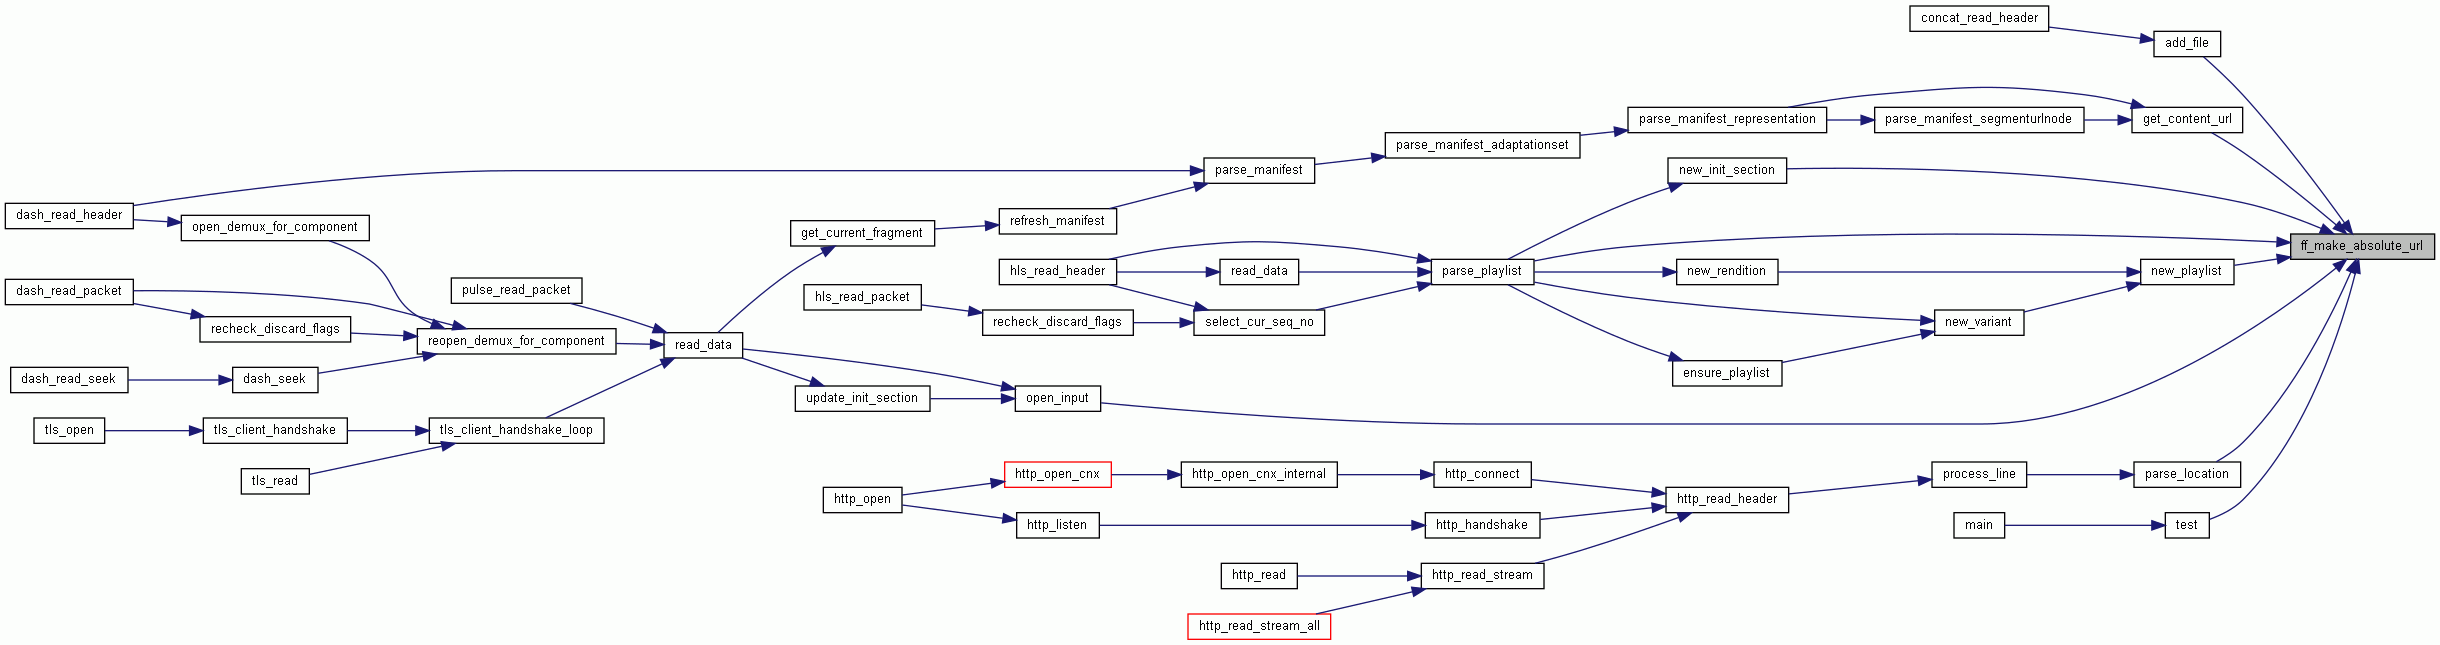 concat_read_header
add_file
parse_manifest_representation
parse_manifest_segmenturlnode
get_content_url
parse_manifest_adaptationset
parse_manifest
new_init_section
dash_read_header
open_demux_for_component
get_current_fragment
refresh_manifest
ff_make_absolute_url
hls_read_header
read_data
parse_playlist
new_rendition
new_playlist
dash_read_packet
pulse_read_packet
hls_read_packet
recheck_discard_flags
reopen_demux_for_component
read_data
recheck_discard_flags
select_cur_seq_no
new_variant
dash_read_seek
dash_seek
ensure_playlist
update_init_section
open_input
tls_open
tls_client_handshake
tls_client_handshake_loop
tls_read
http_open
http_open_cnx
http_open_cnx_internal
http_connect
http_read_header
process_line
parse_location
http_listen
http_handshake
main
test
http_read
http_read_stream
http_read_stream_all